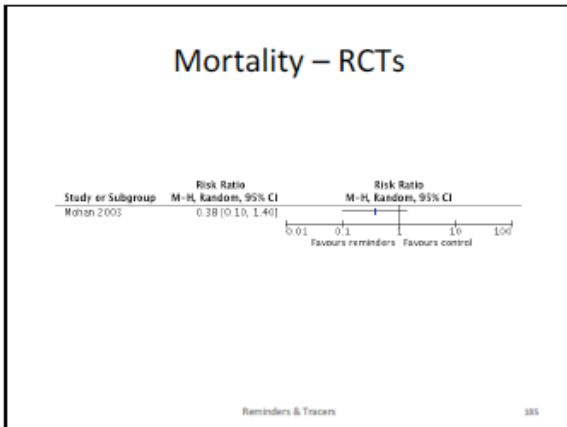 Mortality – RCTs
Risk Ratio Risk Ratio
Study or Subgroup M-H, Random, 95% CI M-H, Random, 95% CI
Mohan 2003 0.38 [0.10, 1.40]
0.01 0.1 1 10 100
Favours reminders Favours control
Reminders & Tracers 185